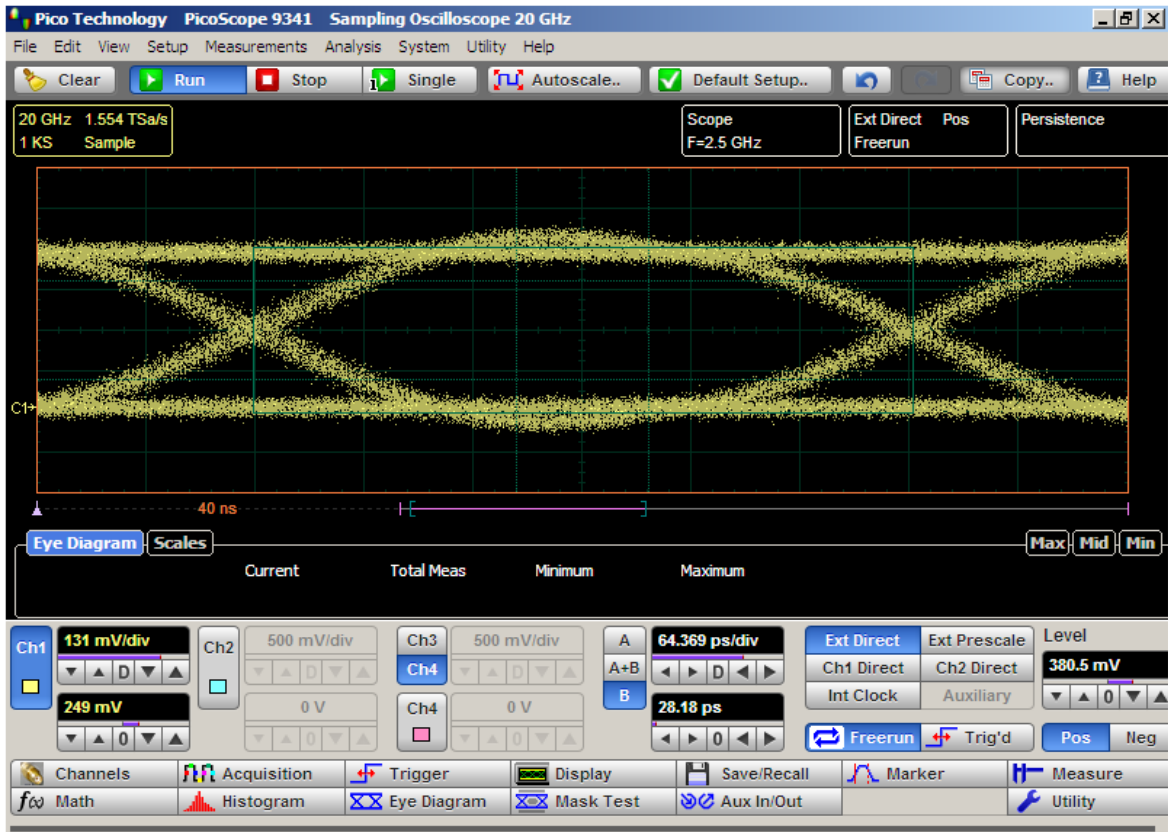 Pico Technology PicoScope 9341 Sampling Oscilloscope 20 GHz
File Edit View Setup Measurements Analysis System Utility Help
Clear Run Stop Single Autoscale.. Default Setup.. Copy.. Help
20 GHz 1.554 TSa/s Scope Ext Direct Pos Persistence
1 KS Sample F=2.5 GHz Freerun
C1
40 ns
Eye Diagram Scales Max Mid Min
Current Total Meas Minimum Maximum
Ch1 131 mV/div Ch2 500 mV/div Ch3 500 mV/div A 64.369 ps/div Ext Direct Ext Prescale Level
D D Ch4 D A+B D Ch1 Direct Ch2 Direct 380.5 mV
249 mV 0 V Ch4 0 V B 28.18 ps Int Clock Auxiliary 0
0 0 0 0 Freerun Trig'd Pos Neg
Channels Acquisition Trigger Display Save/Recall Marker Measure
f(x) Math Histogram Eye Diagram Mask Test Aux In/Out Utility